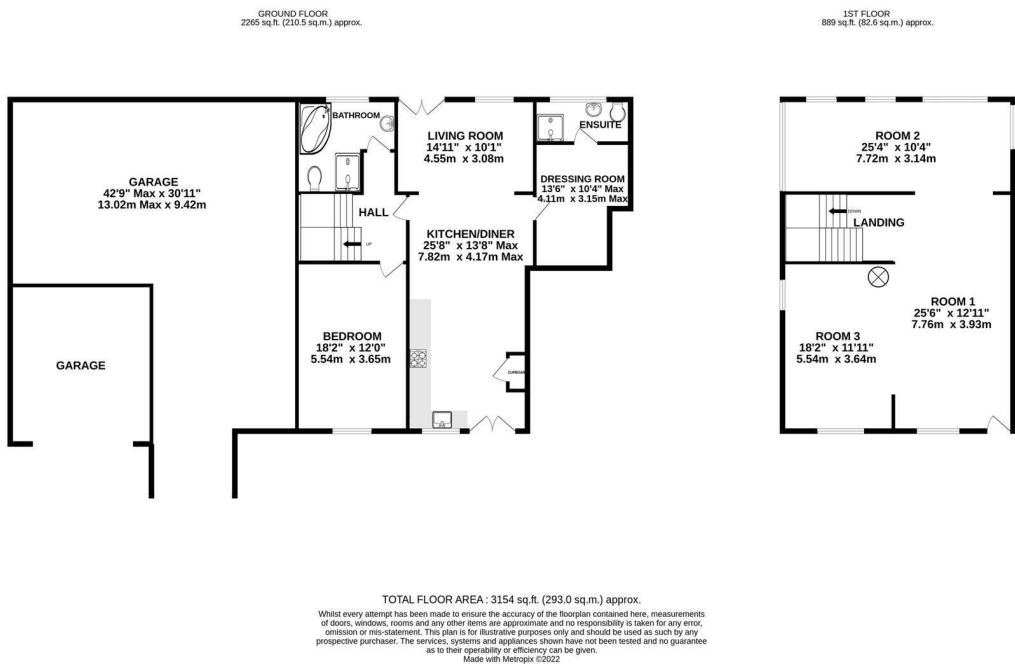 GROUND FLOOR
2265 sq.ft. (210.5 sq.m.) approx.
1ST FLOOR
889 sq.ft. (82.6 sq.m.) approx.
BATHROOM
LIVING ROOM
14'11" x 10'1"
4.55m x 3.08m
ENSUITE
GARAGE
42'9" Max x 30'11"
13.02m Max x 9.42m
DRESSING ROOM
13'6" x 10'4" Max
4.11m x 3.15m Max
HALL
UP
KITCHEN/DINER
25'8" x 13'8" Max
7.82m x 4.17m Max
BEDROOM
18'2" x 12'0"
5.54m x 3.65m
GARAGE
CUPBOARD
ROOM 2
25'4" x 10'4"
7.72m x 3.14m
DOWN
LANDING
ROOM 1
25'6" x 12'11"
7.76m x 3.93m
ROOM 3
18'2" x 11'11"
5.54m x 3.64m
TOTAL FLOOR AREA : 3154 sq.ft. (293.0 sq.m.) approx.
Whilst every attempt has been made to ensure the accuracy of the floorplan contained here, measurements
of doors, windows, rooms and any other items are approximate and no responsibility is taken for any error,
omission or mis-statement. This plan is for illustrative purposes only and should be used as such by any
prospective purchaser. The services, systems and appliances shown have not been tested and no guarantee
as to their operability or efficiency can be given.
Made with Metropix ©2022